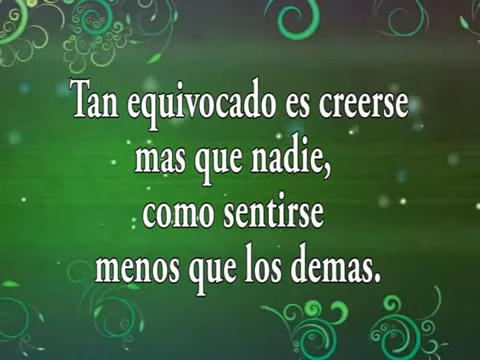 Tan equivocado es creerse
mas que nadie,
como sentirse
menos que los demas.